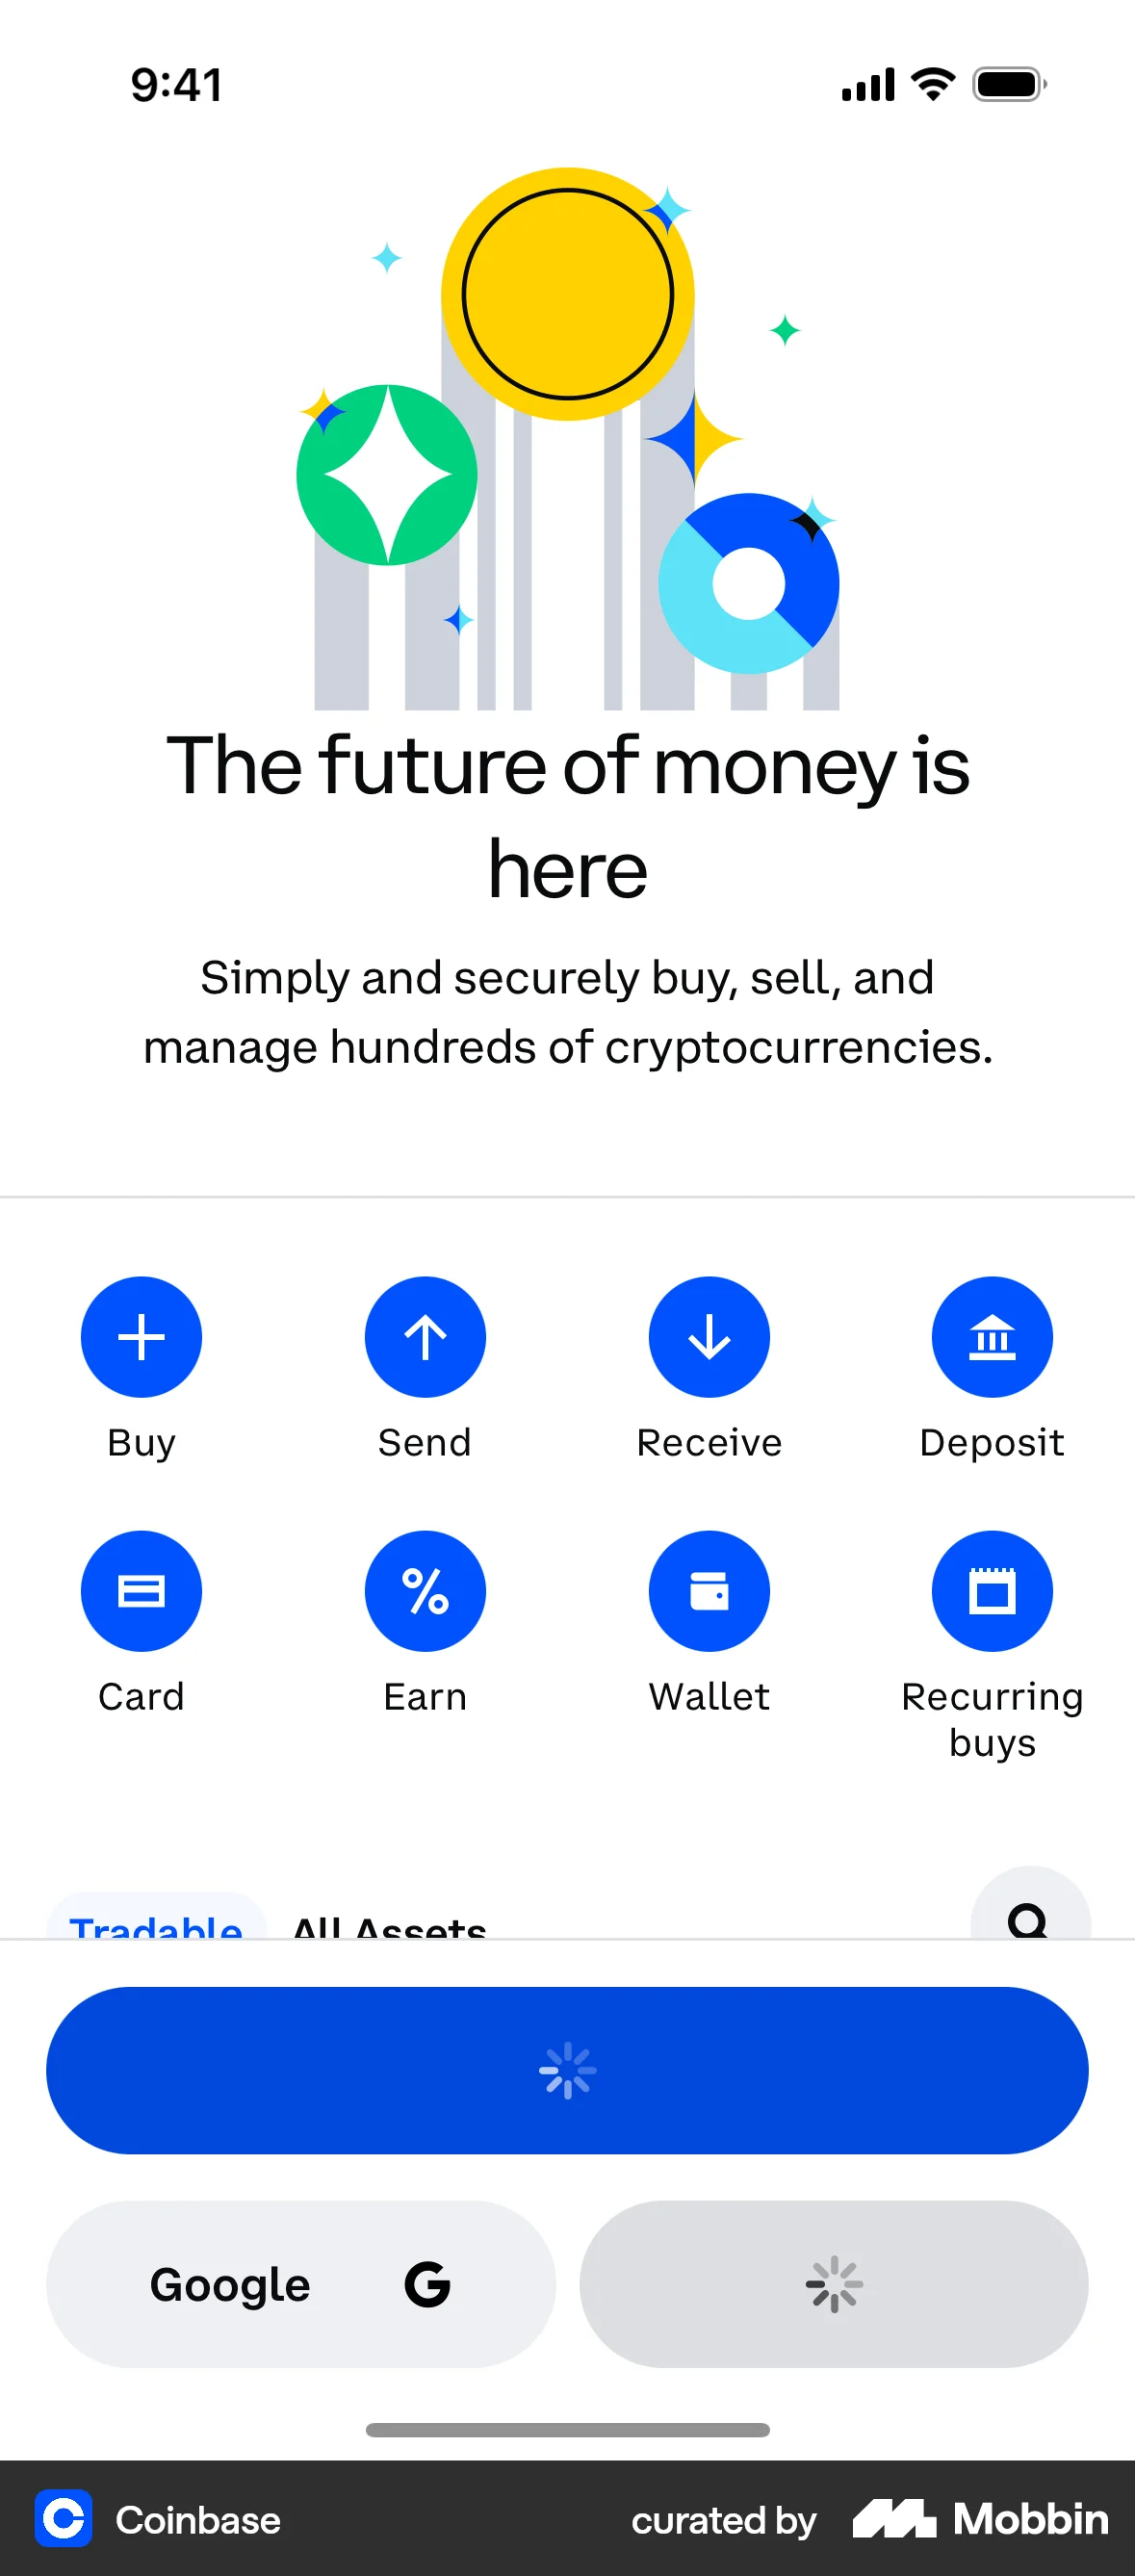 9:41
The future of money is
here
Simply and securely buy, sell, and
manage hundreds of cryptocurrencies.
Buy
Send
Receive
Deposit
Card
Earn
Wallet
Recurring
buys
Tradable
All Assets
Google
Coinbase
curated by
Mobbin